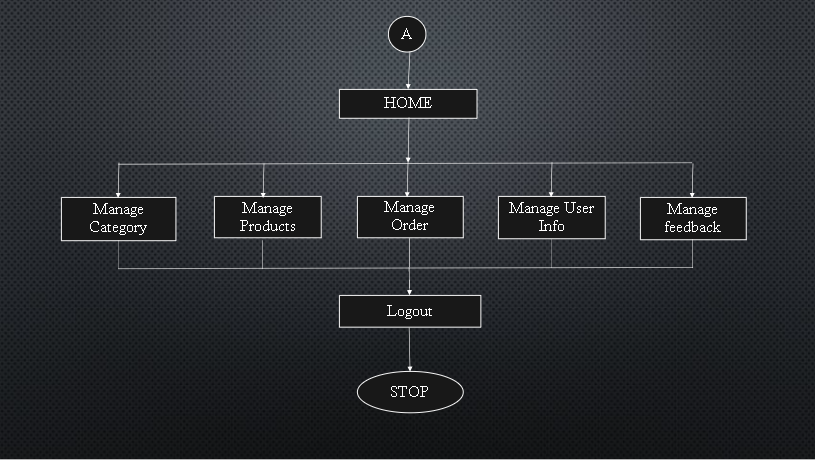 A
HOME
Manage
Category
Manage
Products
Manage
Order
Manage User
Info
Manage
feedback
Logout
STOP